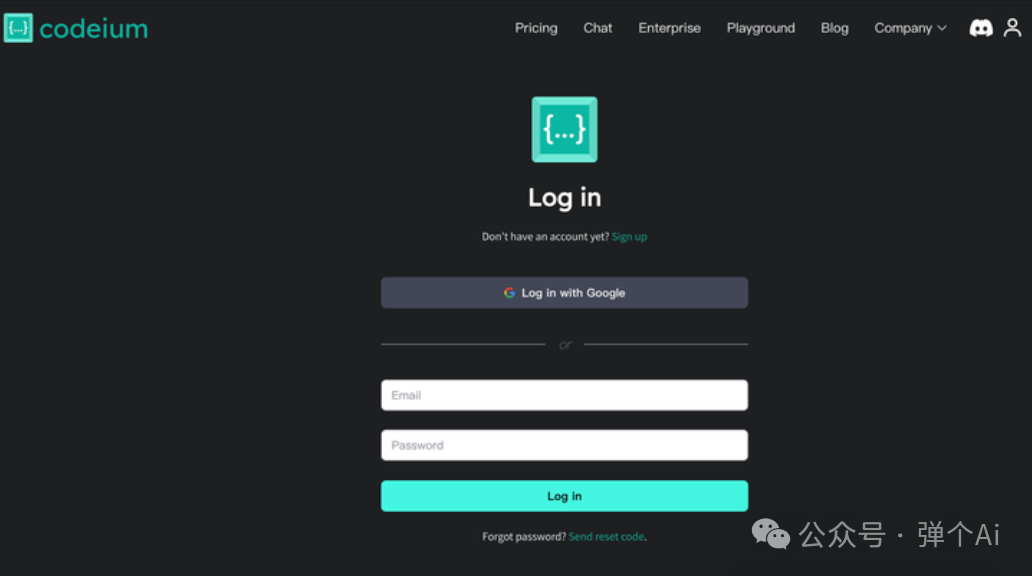 {...} codeium Pricing Chat Enterprise Playground Blog Company
{...}
Log in
Don't have an account yet? Sign up
Log in with Google
or
Email
Password
Log in
Forgot password? Send reset code.
公众号 · 弹个Ai